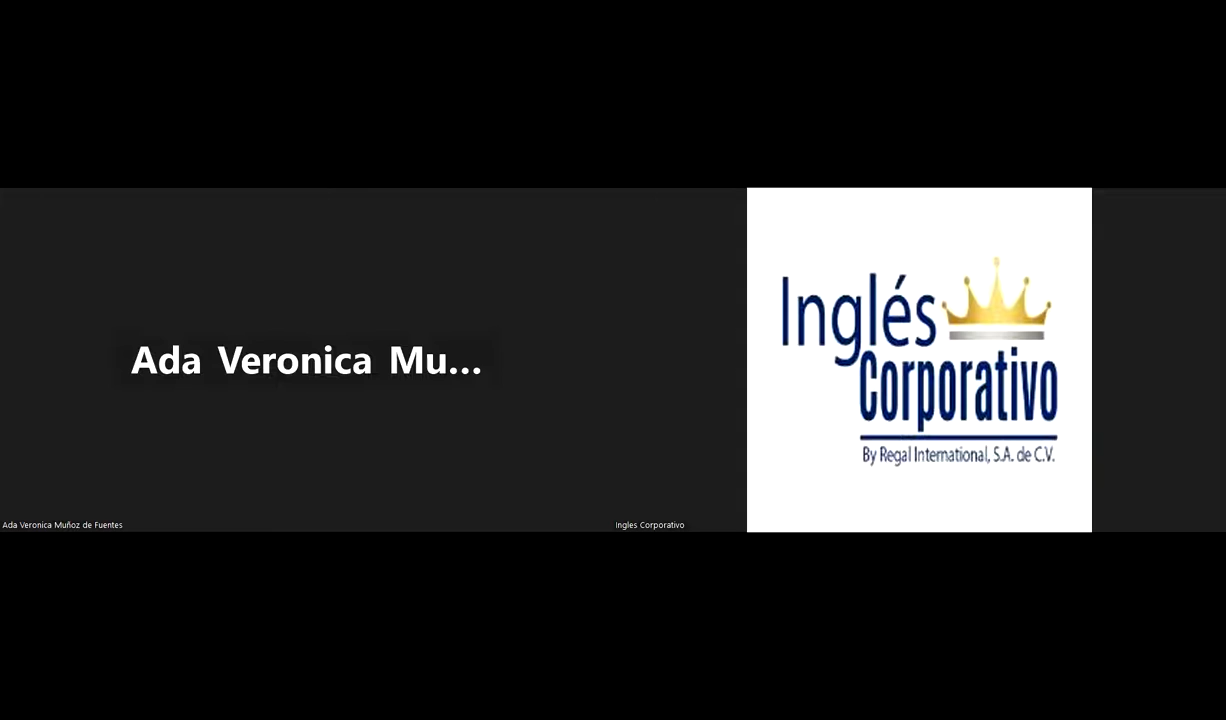 Ada Veronica Mu...
Ada Veronica Muñoz de Fuentes
Inglés
Corporativo
By Regal International, S.A. de C.V.
Ingles Corporativo